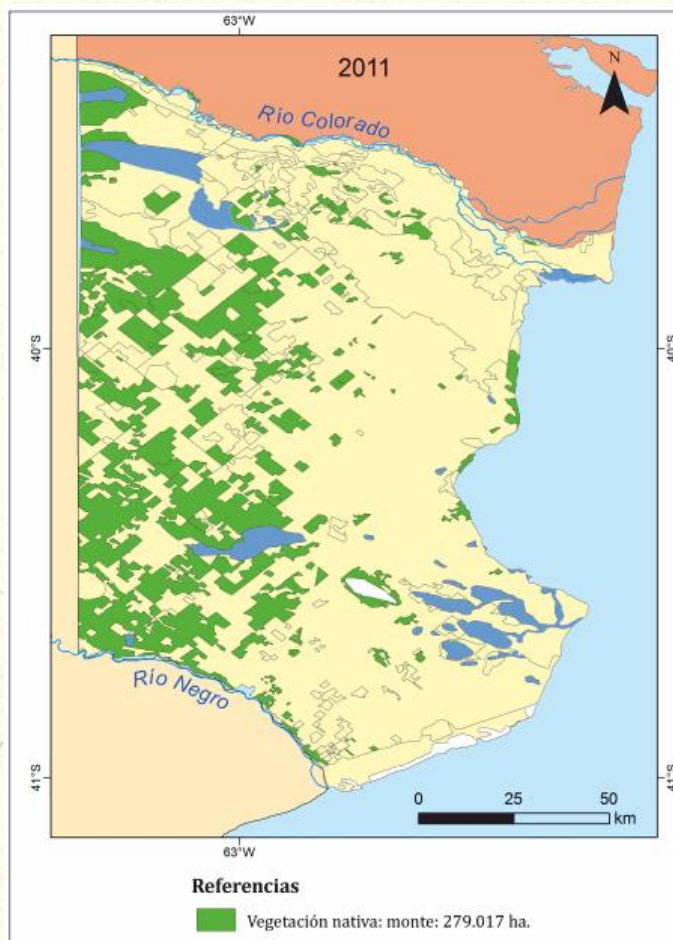 63°W
2011
N
Río Colorado
40°S
40°S
Río Negro
41°S
41°S
0 25 50
km
63°W
Referencias
Vegetación nativa: monte: 279.017 ha.